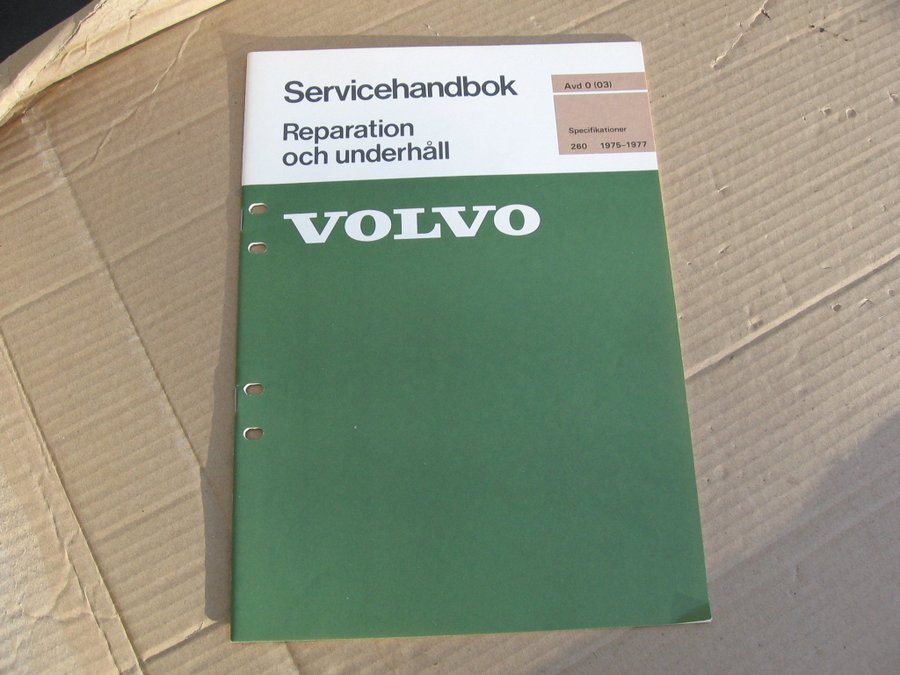 Servicehandbok
Reparation
och underhåll
Avd 0 (03)
Specifikationer
260 1975-1977
VOLVO